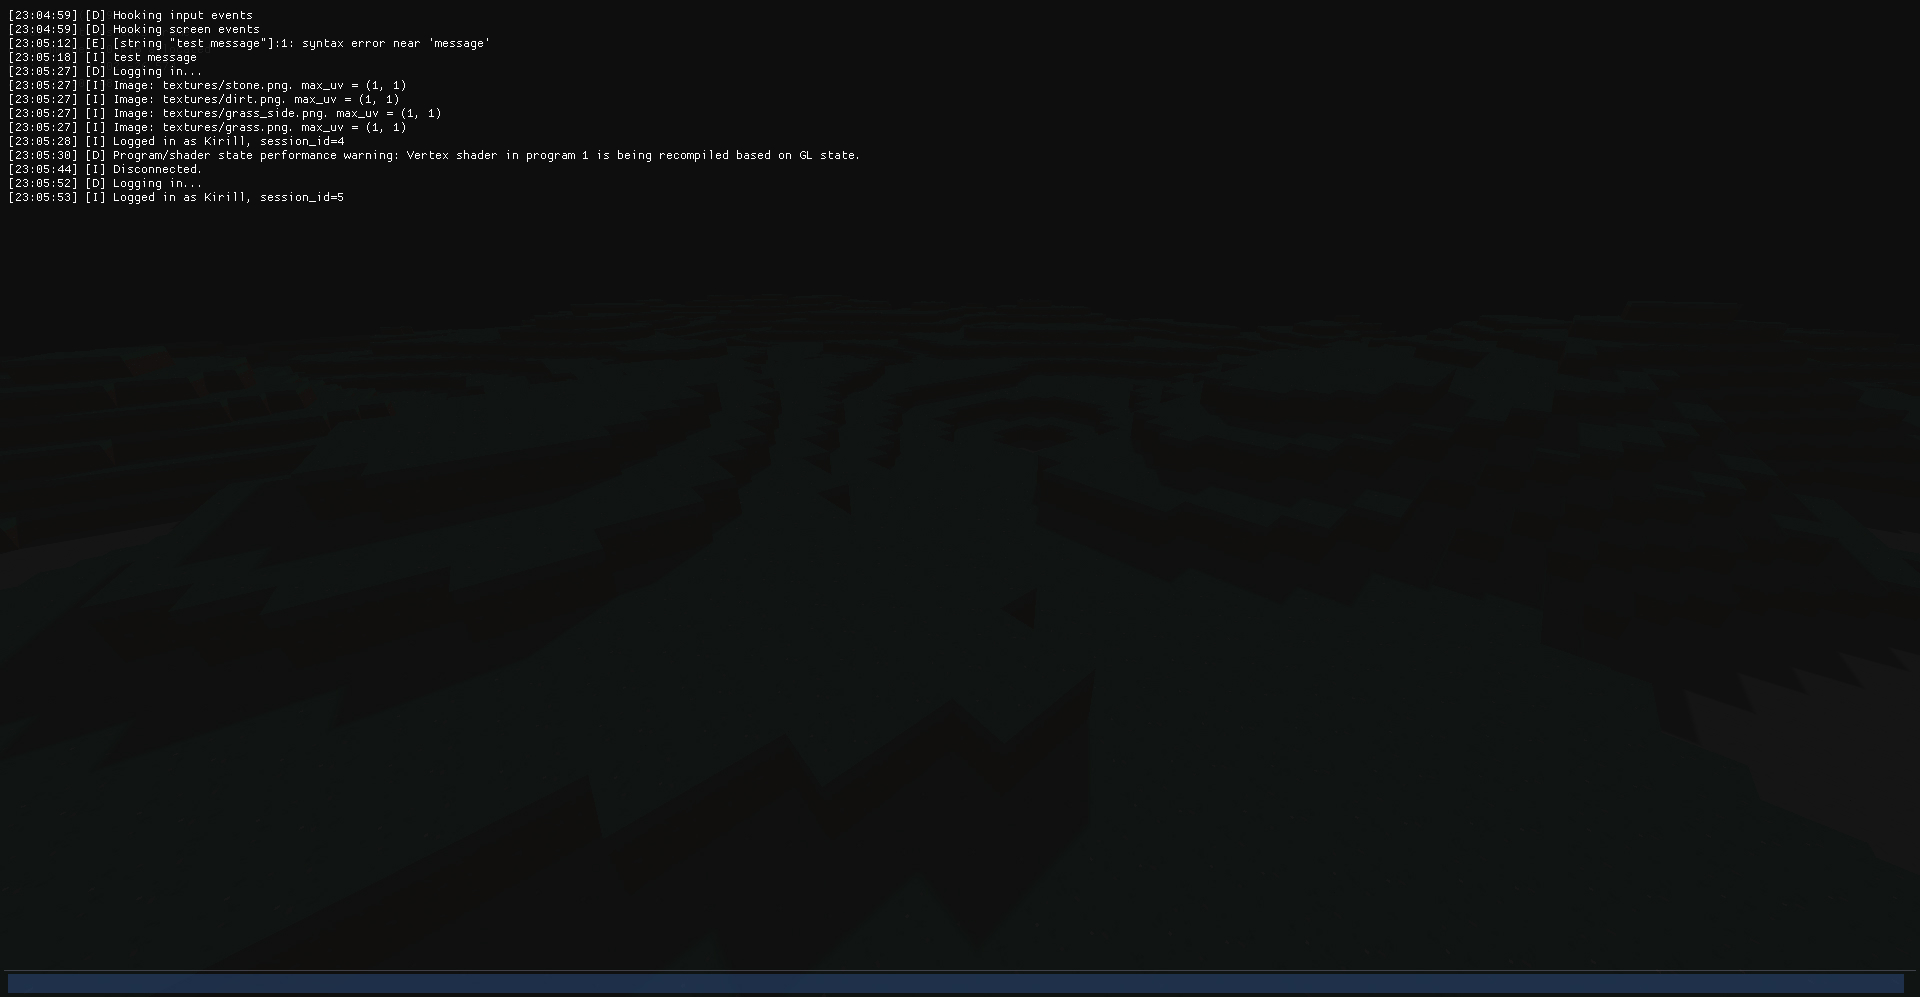 [23:04:59] [D] Hooking input events
[23:04:59] [D] Hooking screen events
[23:05:12] [E] [string "test message"]:1: syntax error near 'message'
[23:05:18] [I] test message
[23:05:27] [D] Logging in...
[23:05:27] [I] Image: textures/stone.png. max_uv = (1, 1)
[23:05:27] [I] Image: textures/dirt.png. max_uv = (1, 1)
[23:05:27] [I] Image: textures/grass_side.png. max_uv = (1, 1)
[23:05:27] [I] Image: textures/grass.png. max_uv = (1, 1)
[23:05:28] [I] Logged in as Kirill, session_id=4
[23:05:30] [D] Program/shader state performance warning: Vertex shader in program 1 is being recompiled based on GL state.
[23:05:44] [I] Disconnected.
[23:05:52] [D] Logging in...
[23:05:53] [I] Logged in as Kirill, session_id=5